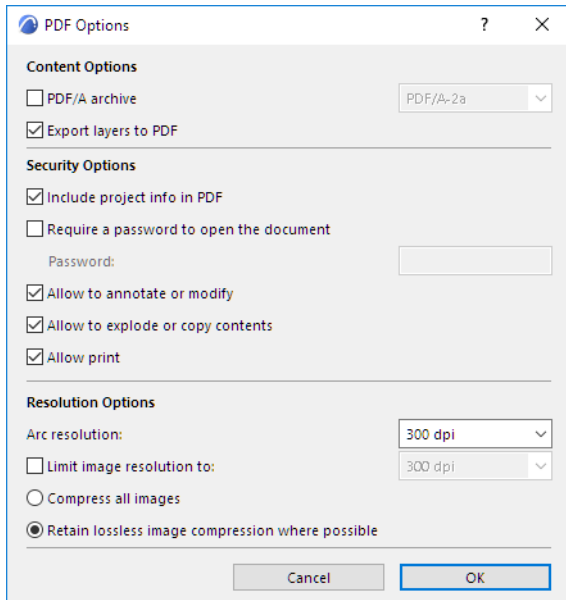 PDF Options
?
Content Options
PDF/A archive
PDF/A-2a
Export layers to PDF
Security Options
Include project info in PDF
Require a password to open the document
Password:
Allow to annotate or modify
Allow to explode or copy contents
Allow print
Resolution Options
Arc resolution:
300 dpi
Limit image resolution to:
300 dpi
Compress all images
Retain lossless image compression where possible
Cancel
OK